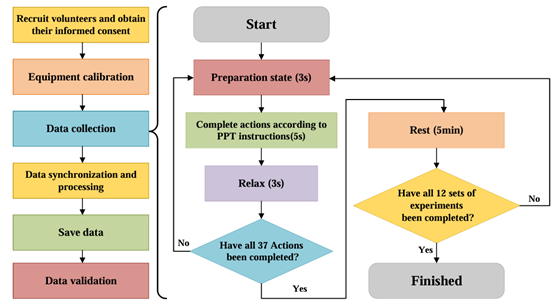 Recruit volunteers and obtain
their informed consent
Equipment calibration
Data collection
Data synchronization and
processing
Save data
Data validation
Start
Preparation state (3s)
Complete actions according to
PPT instructions(5s)
Relax (3s)
Have all 37 Actions
been completed?
No
Yes
Rest (5min)
Have all 12 sets of
experiments
been completed?
No
Yes
Finished